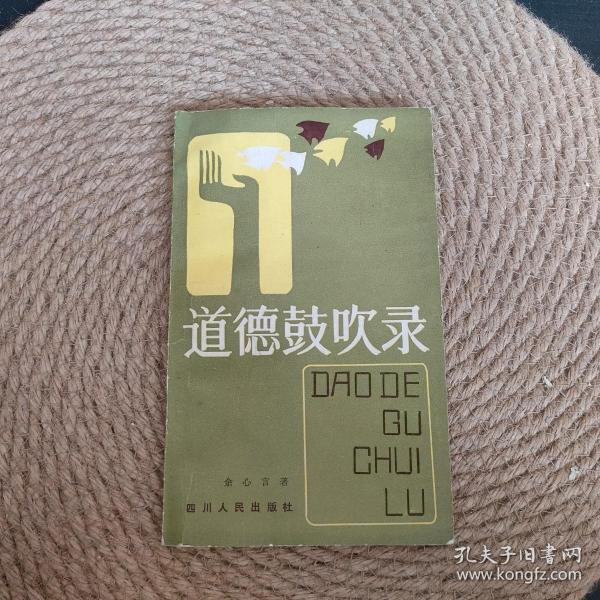 道德鼓吹录
DAO DE
GU
CHUI
LU
余心言著
四川人民出版社
孔夫子旧书网
www.kongfz.com